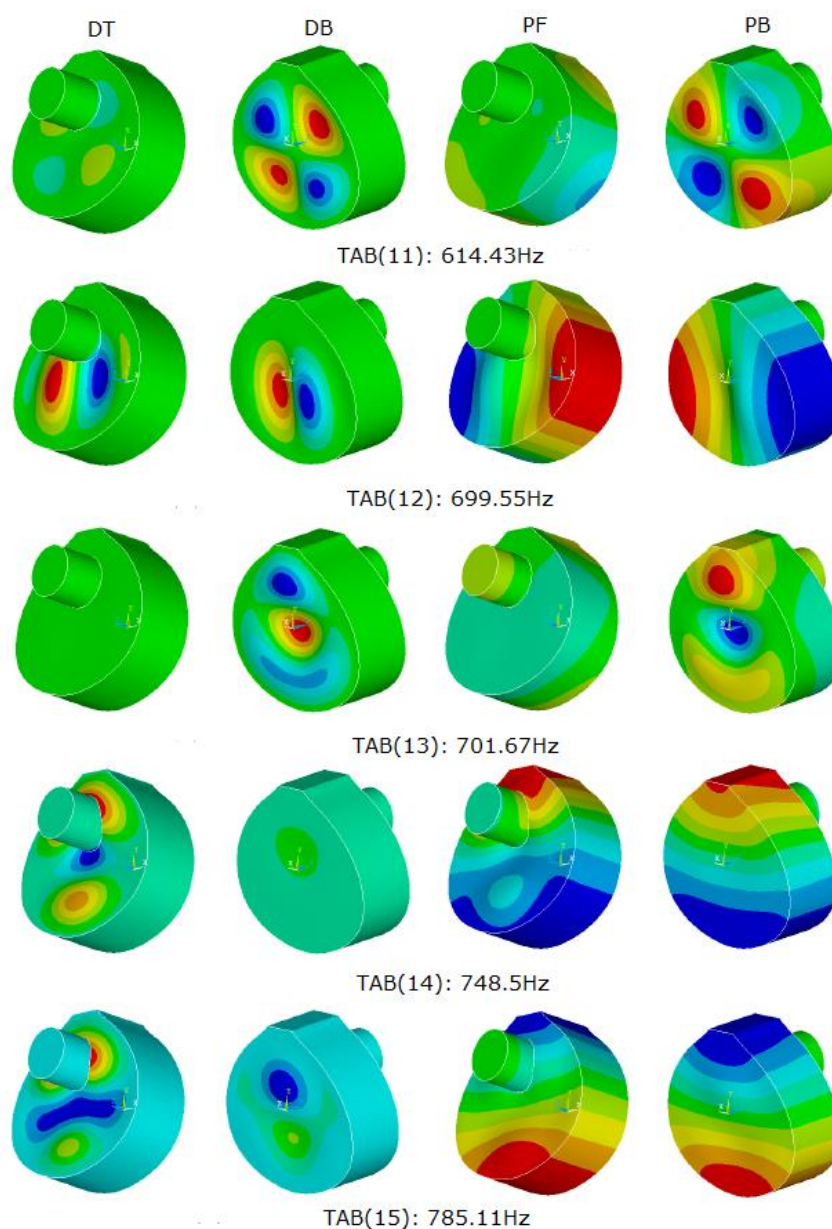 DT DB PF PB
TAB(11): 614.43Hz
TAB(12): 699.55Hz
TAB(13): 701.67Hz
TAB(14): 748.5Hz
TAB(15): 785.11Hz